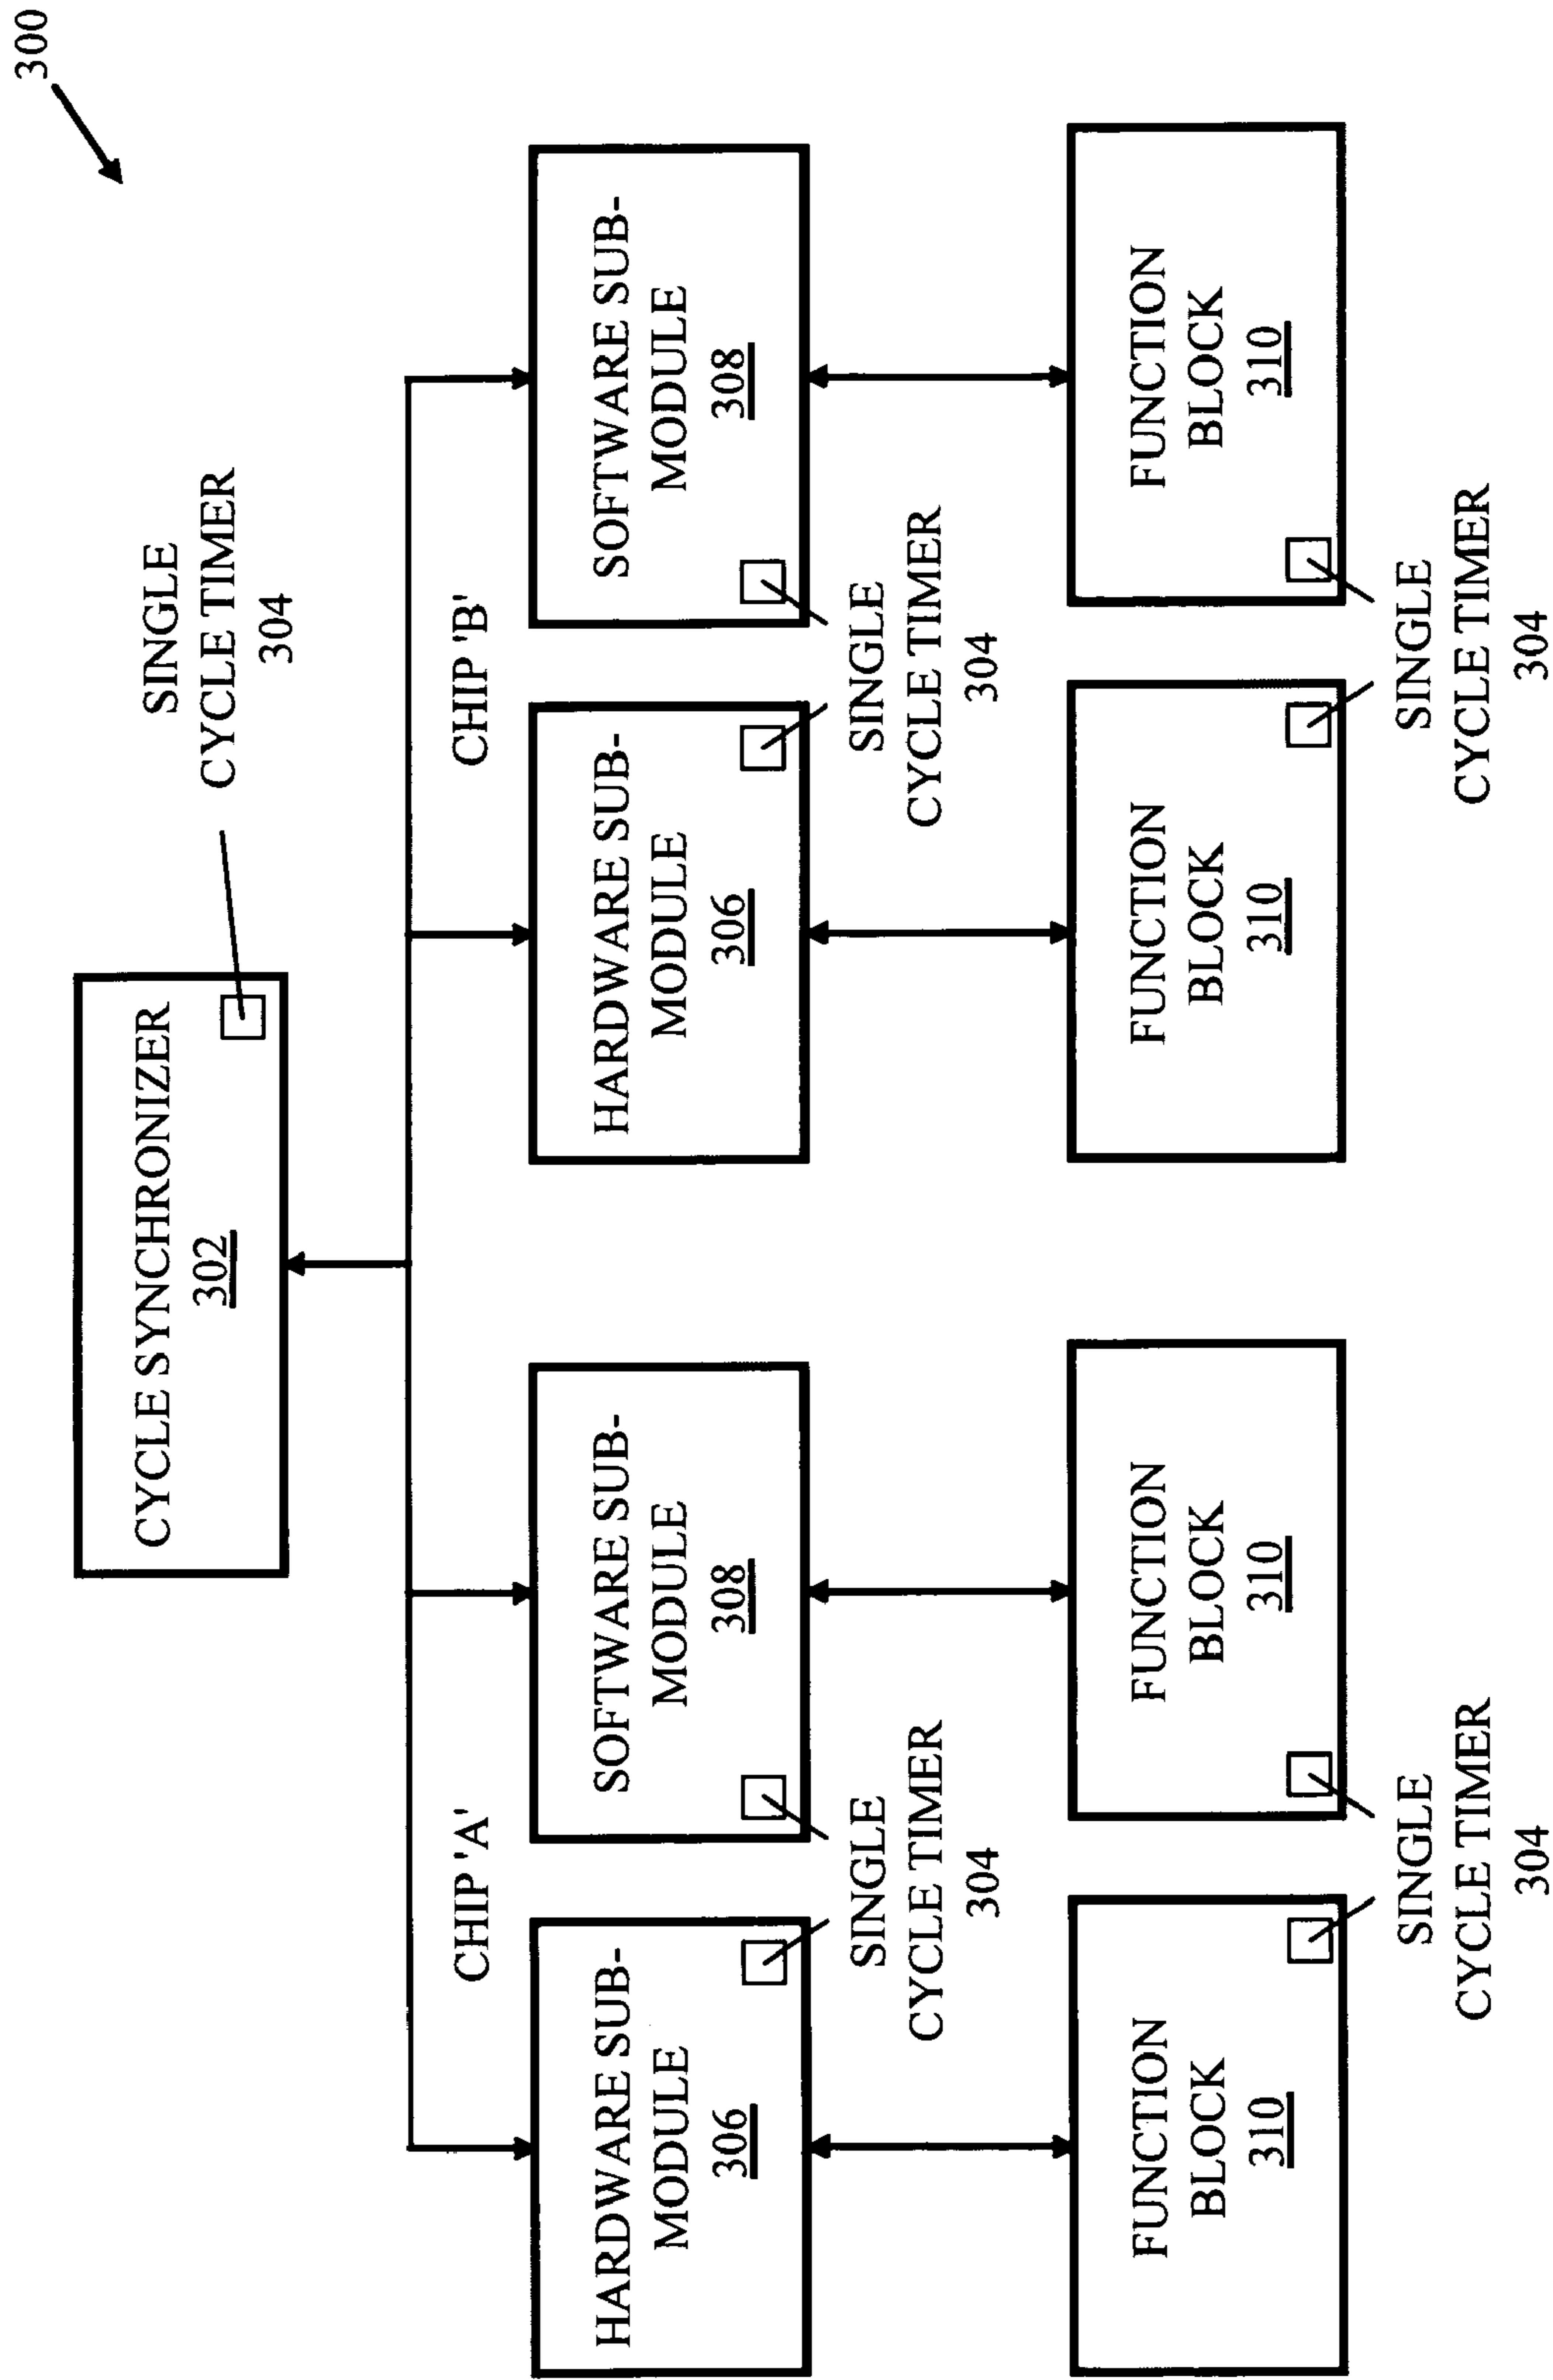 300
CYCLE SYNCHRONIZER
302
SINGLE
CYCLE TIMER
304
CHIP 'A'
CHIP 'B'
HARDWARE SUB-
MODULE
306
SOFTWARE SUB-
MODULE
308
HARDWARE SUB-
MODULE
306
SOFTWARE SUB-
MODULE
308
SINGLE
CYCLE TIMER
304
SINGLE
CYCLE TIMER
304
FUNCTION
BLOCK
310
FUNCTION
BLOCK
310
FUNCTION
BLOCK
310
FUNCTION
BLOCK
310
SINGLE
CYCLE TIMER
304
SINGLE
CYCLE TIMER
304